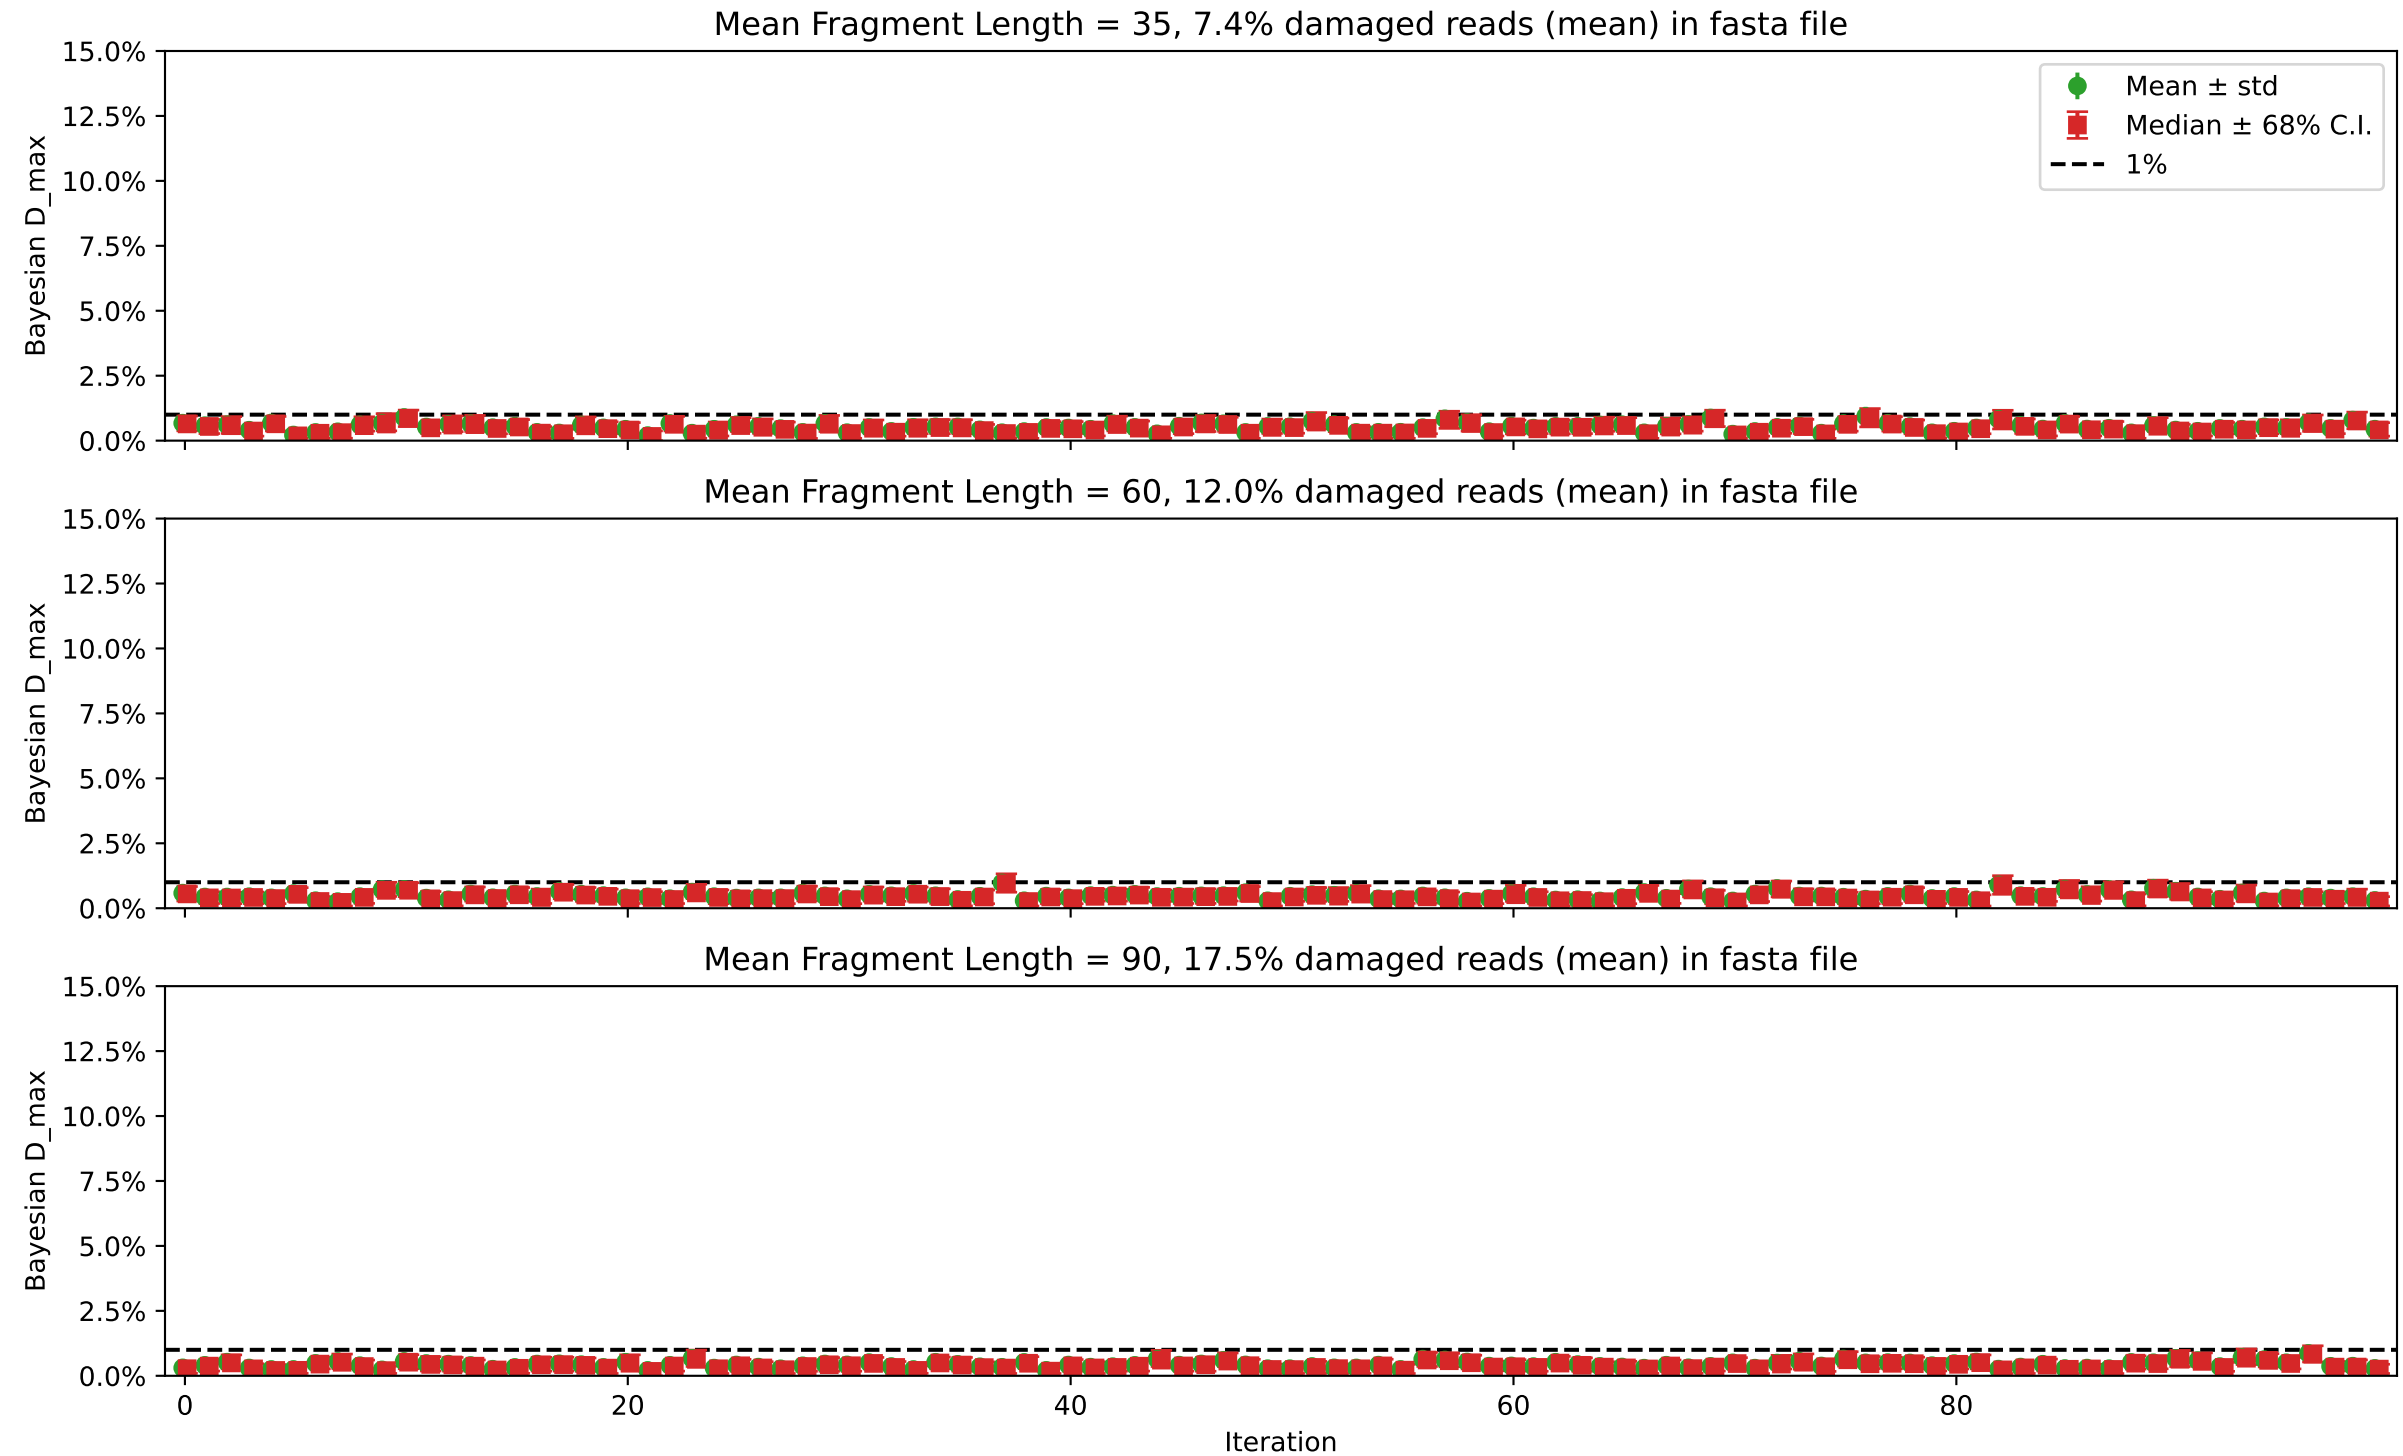 Mean Fragment Length = 35, 7.4% damaged reads (mean) in fasta file
15.0%
12.5%
10.0%
7.5%
5.0%
2.5%
0.0%
Bayesian D_max
Mean ± std
Median ± 68% C.I.
1%
Mean Fragment Length = 60, 12.0% damaged reads (mean) in fasta file
15.0%
12.5%
10.0%
7.5%
5.0%
2.5%
0.0%
Bayesian D_max
Mean Fragment Length = 90, 17.5% damaged reads (mean) in fasta file
15.0%
12.5%
10.0%
7.5%
5.0%
2.5%
0.0%
Bayesian D_max
0 20 40 60 80
Iteration